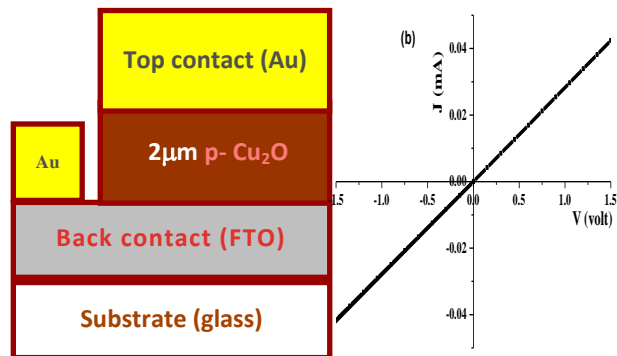 Top contact (Au)
Au
2μm p- Cu₂O
Back contact (FTO)
Substrate (glass)
(b)
J (mA)
0.04
0.02
0.00
-0.02
-0.04
-1.5
-1.0
-0.5
0.0
0.5
1.0
1.5
V (volt)